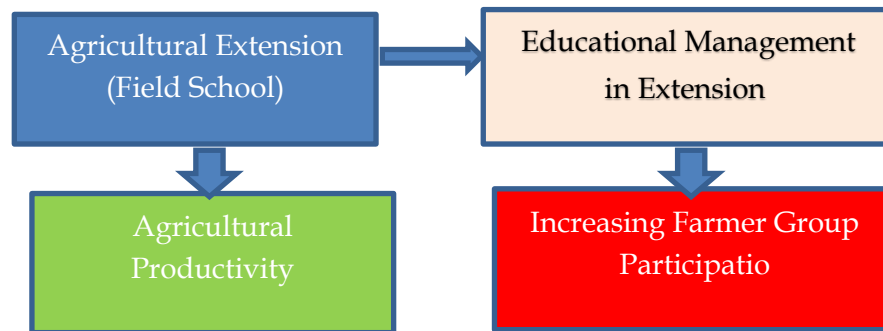 Agricultural Extension
(Field School)
Educational Management
in Extension
Agricultural
Productivity
Increasing Farmer Group
Participatio